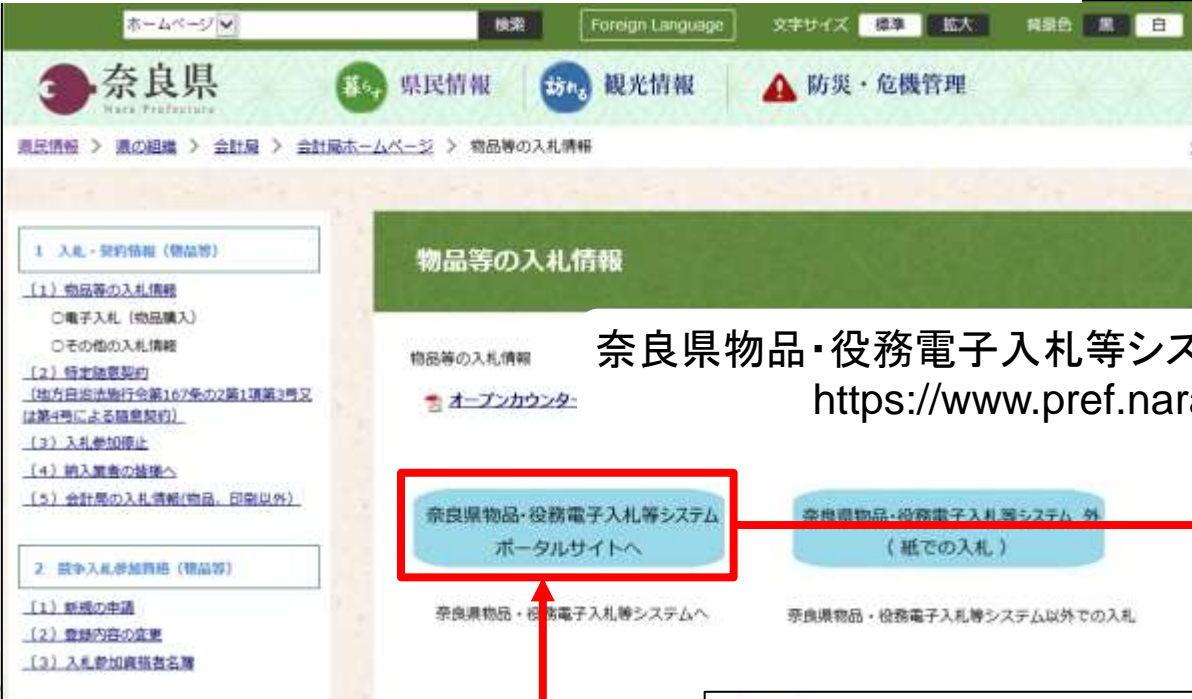 ホームページ 検索 Foreign Language 文字サイズ 標準 拡大 背景色 黒 白
奈良県 暮らす 県民情報 訪れる 観光情報 防災・危機管理
Nara Prefecture
県民情報 > 県の組織 > 会計局 > 会計局ホームページ > 物品等の入札情報
1 入札・契約情報（物品等）
（1）物品等の入札情報
○電子入札（物品購入）
○その他の入札情報
（2）特定随意契約
（地方自治法施行令第167条の2第1項第3号又
は第4号による随意契約）
（3）入札参加停止
（4）納入業者の皆様へ
（5）会計局の入札情報(物品、印刷以外)
2 競争入札参加資格（物品等）
（1）新規の申請
（2）登録内容の変更
（3）入札参加資格者名簿
物品等の入札情報
物品等の入札情報
奈良県物品・役務電子入札等シス
https://www.pref.nara
オープンカウンター
奈良県物品・役務電子入札等システム
ポータルサイトへ
奈良県物品・役務電子入札等システム 外
（ 紙での入札 ）
奈良県物品・役務電子入札等システムへ
奈良県物品・役務電子入札等システム以外での入札